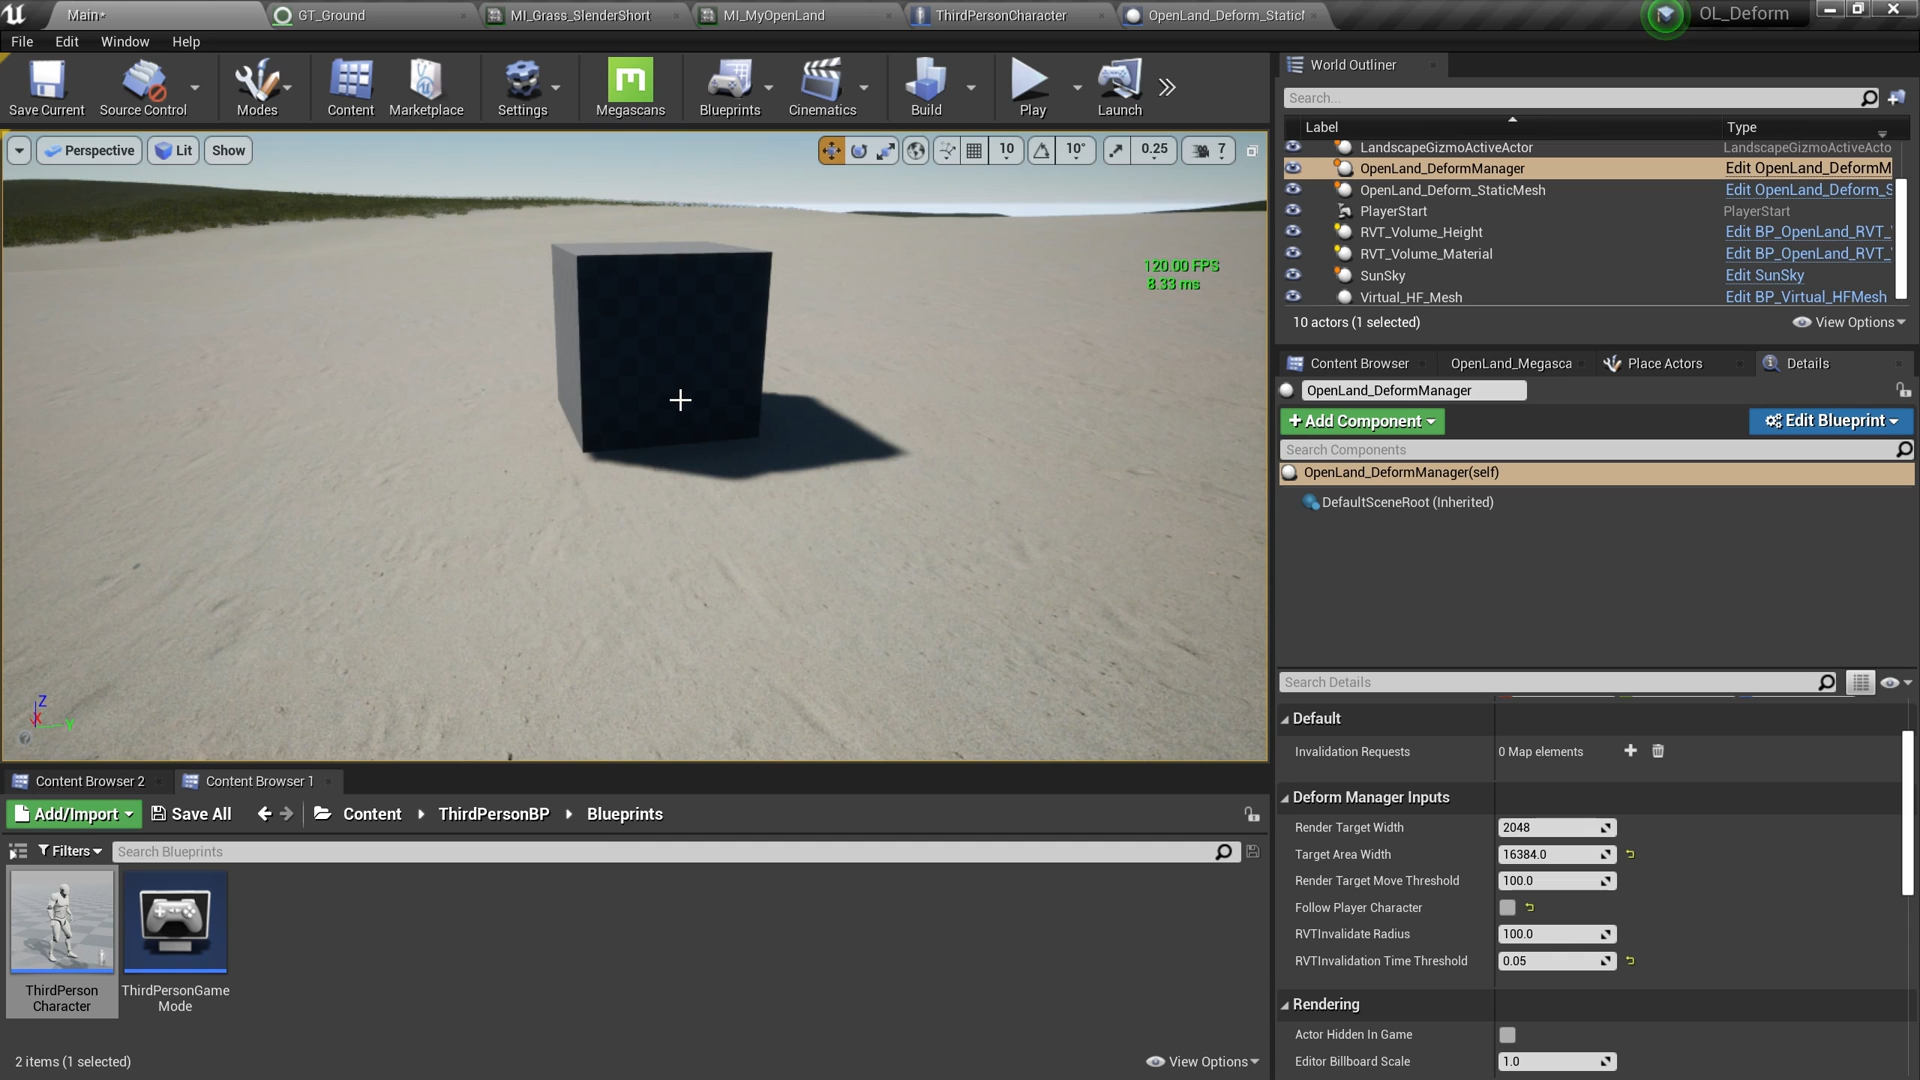 Main*
GT_Ground
MI_Grass_SlenderShort
MI_MyOpenLand
ThirdPersonCharacter
OpenLand_Deform_Static
OL_Deform
File Edit Window Help
Save Current
Source Control
Modes
Content
Marketplace
Settings
Megascans
Blueprints
Cinematics
Build
Play
Launch
Perspective
Lit
Show
10
10°
0.25
7
120.00 FPS
8.33 ms
Z
X
Y
World Outliner
Search...
Label Type
LandscapeGizmoActiveActor LandscapeGizmoActiveActo
OpenLand_DeformManager Edit OpenLand_DeformM
OpenLand_Deform_StaticMesh Edit OpenLand_Deform_S
PlayerStart PlayerStart
RVT_Volume_Height Edit BP_OpenLand_RVT_
RVT_Volume_Material Edit BP_OpenLand_RVT_
SunSky Edit SunSky
Virtual_HF_Mesh Edit BP_Virtual_HFMesh
10 actors (1 selected)
View Options
Content Browser
OpenLand_Megasca
Place Actors
Details
OpenLand_DeformManager
+Add Component
Edit Blueprint
Search Components
OpenLand_DeformManager(self)
DefaultSceneRoot (Inherited)
Search Details
Default
Invalidation Requests 0 Map elements
Deform Manager Inputs
Render Target Width 2048
Target Area Width 16384.0
Render Target Move Threshold 100.0
Follow Player Character
RVTInvalidate Radius 100.0
RVTInvalidation Time Threshold 0.05
Rendering
Actor Hidden In Game
Editor Billboard Scale 1.0
Content Browser 2
Content Browser 1
Add/Import
Save All
Content
ThirdPersonBP
Blueprints
Filters
Search Blueprints
ThirdPerson
Character
ThirdPersonGame
Mode
2 items (1 selected)
View Options